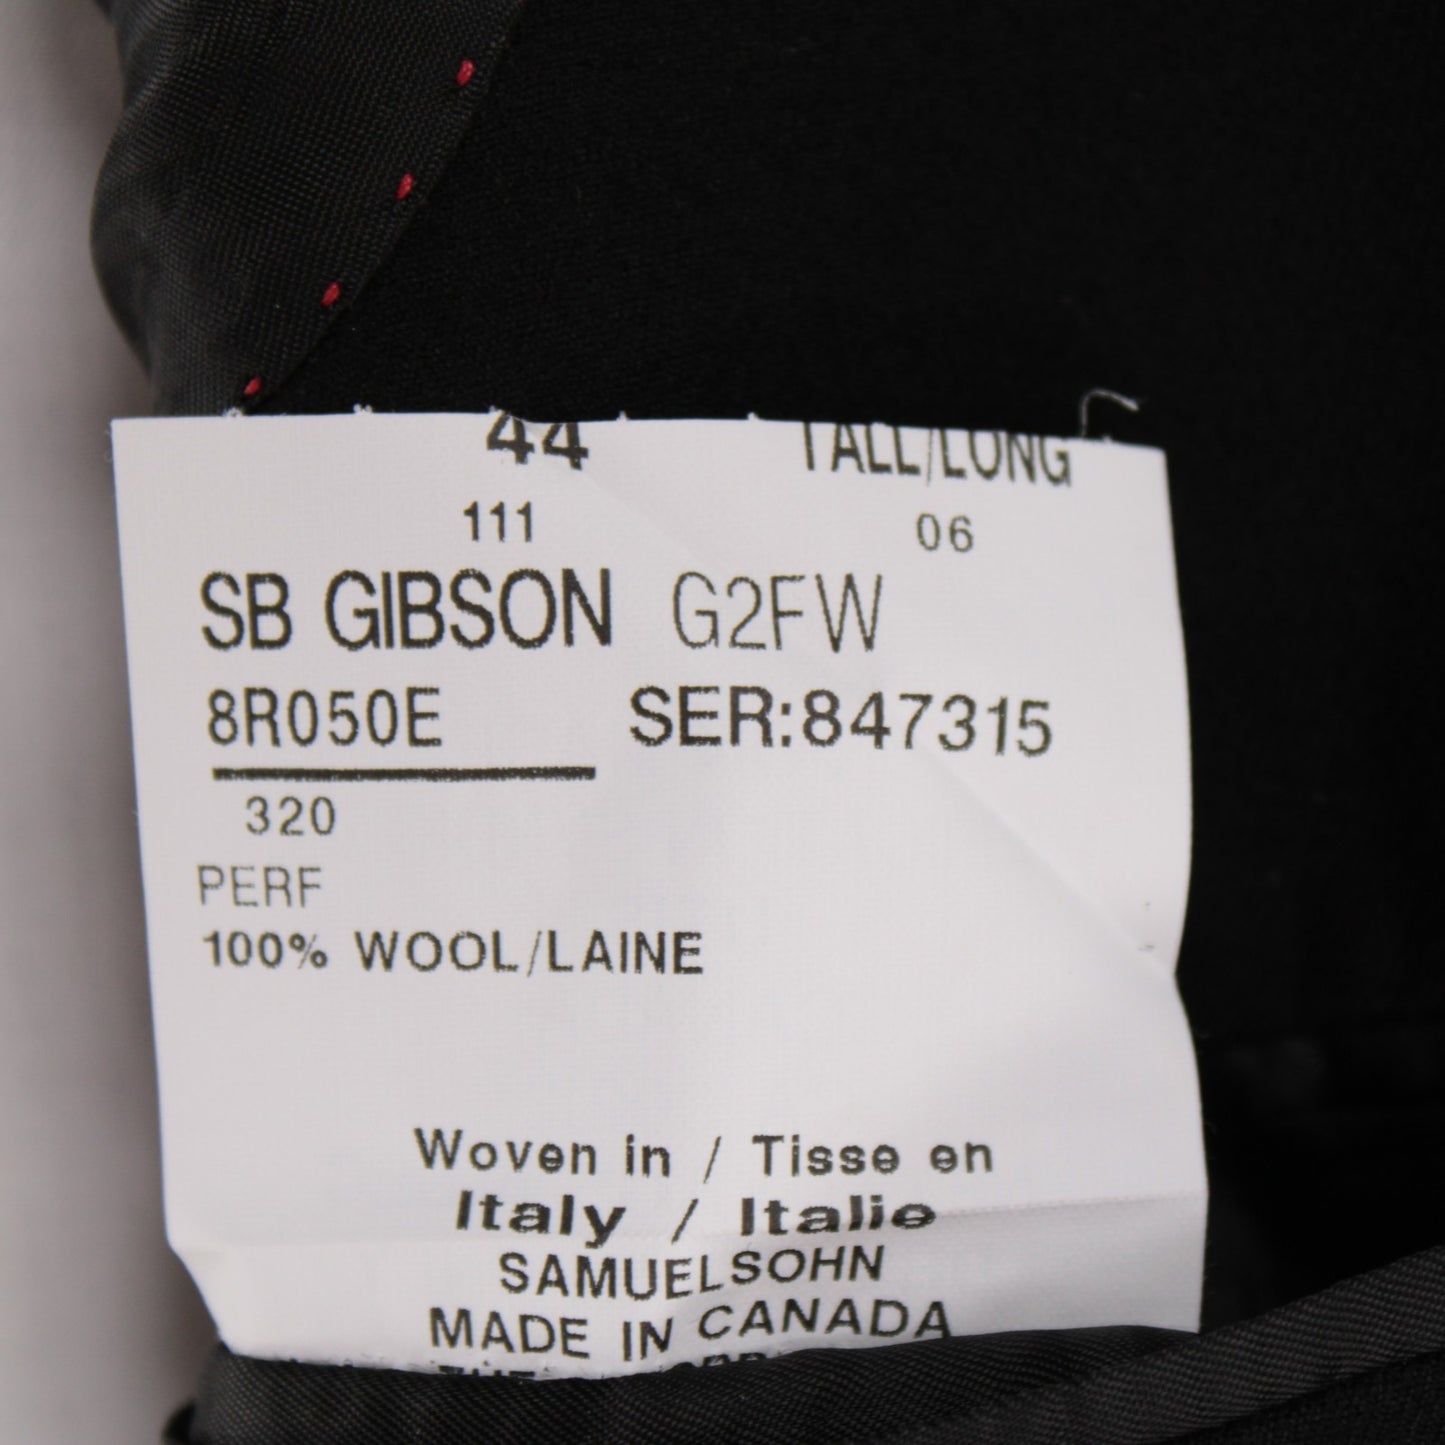 44 TALL/LONG
111 06
SB GIBSON G2FW
8R050E SER:847315
320
PERF
100% WOOL/LAINE
Woven in / Tisse en
Italy / Italie
SAMUELSOHN
MADE IN CANADA